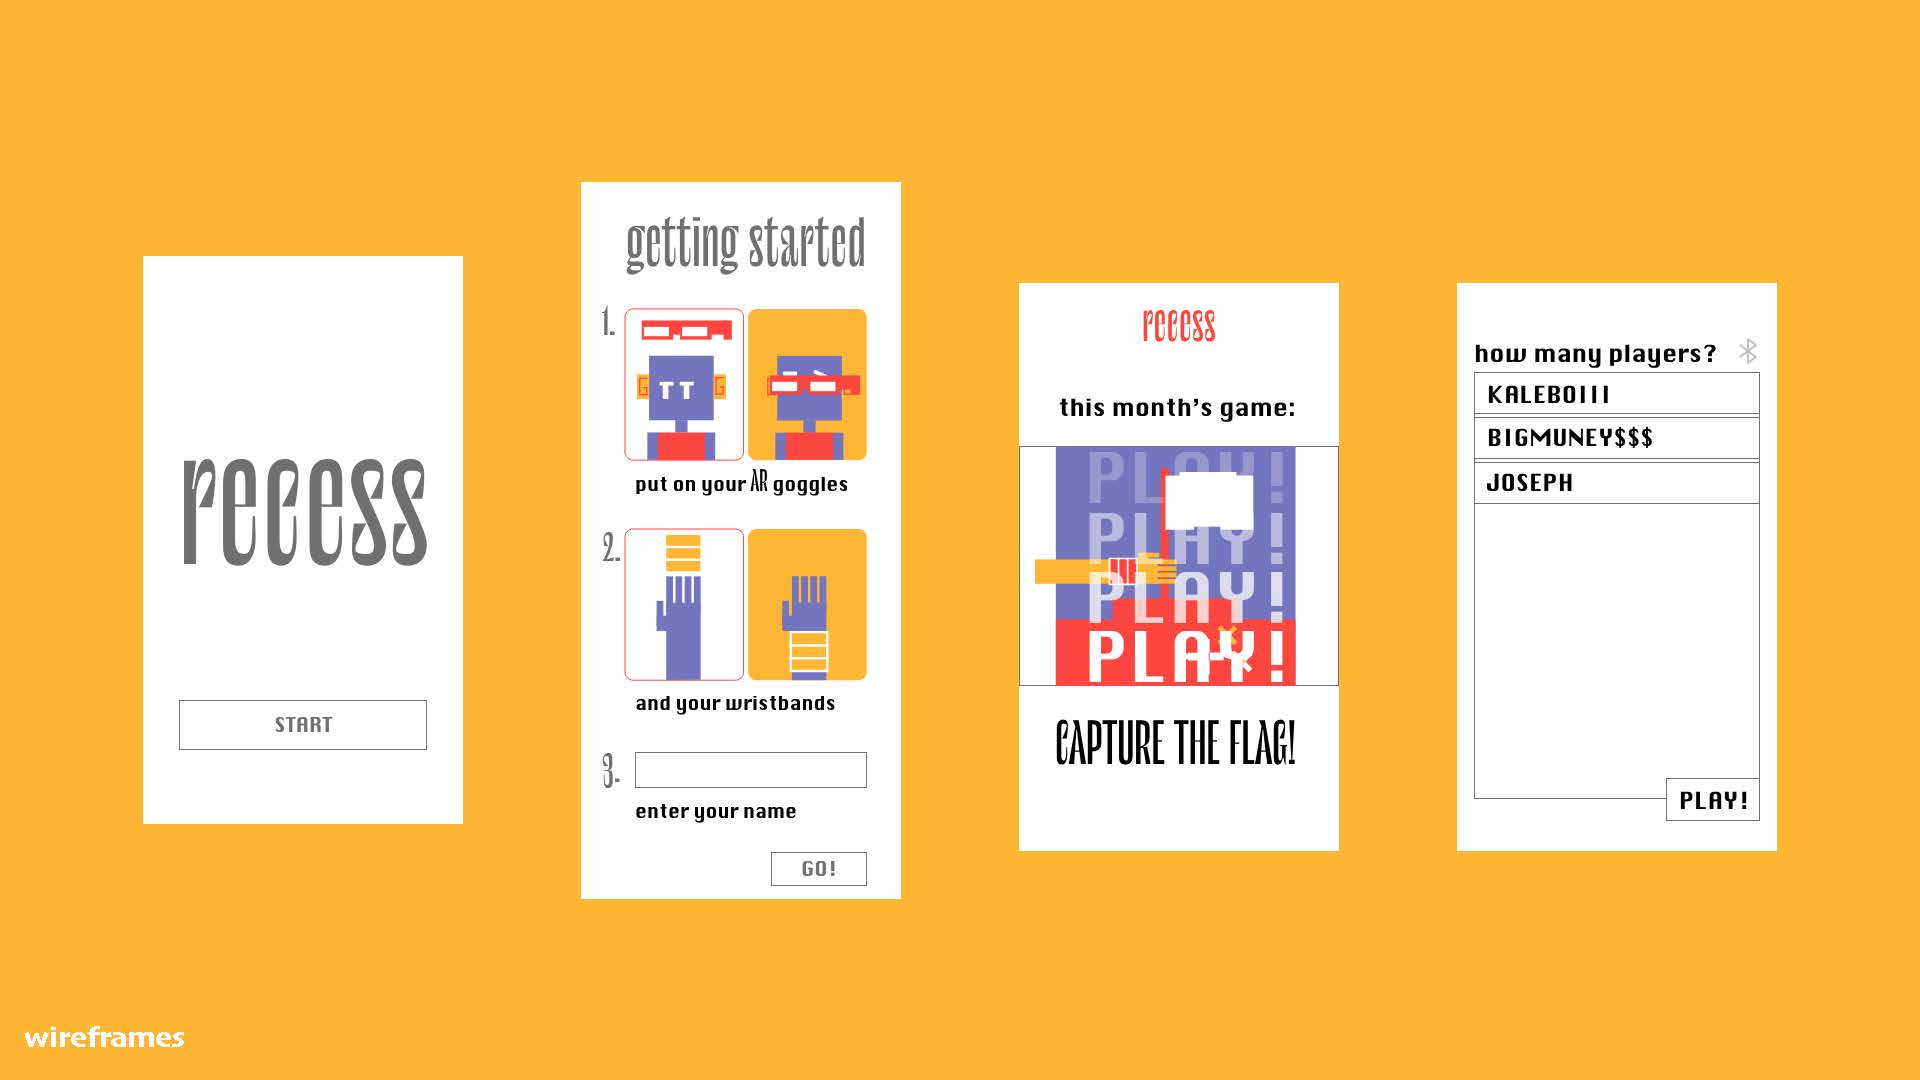 recess
START
getting started
1.
put on your AR goggles
2.
and your wristbands
3.
enter your name
GO!
recess
this month's game:
PLAY!
PLAY!
PLAY!
PLAY!
CAPTURE THE FLAG!
how many players?
KALEBOIII
BIGMUNEY$$$
JOSEPH
PLAY!
wireframes